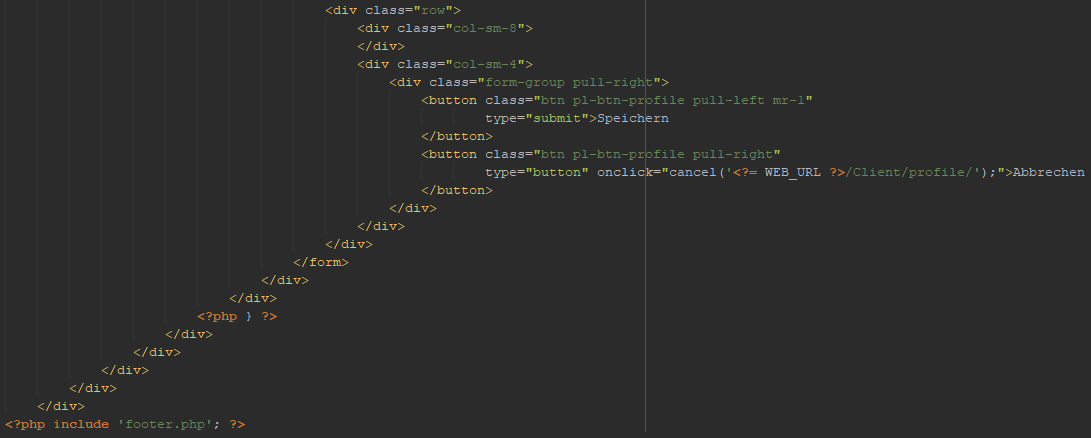 <div class="row">
<div class="col-sm-8">
</div>
<div class="col-sm-4">
<div class="form-group pull-right">
<button class="btn pl-btn-profile pull-left mr-1"
type="submit">Speichern
</button>
<button class="btn pl-btn-profile pull-right"
type="button" onclick="cancel('<?= WEB_URL ?>/Client/profile/');">Abbrechen
</button>
</div>
</div>
</div>
</form>
</div>
</div>
<?php } ?>
</div>
</div>
</div>
</div>
</div>
<?php include 'footer.php'; ?>